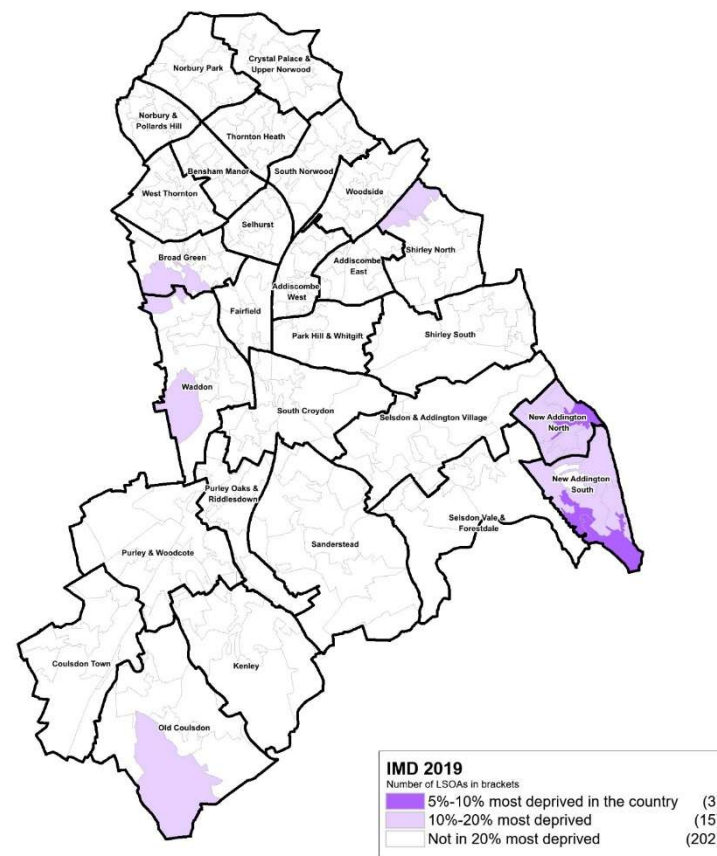 Norbury Park
Crystal Palace &
Upper Norwood
Norbury &
Pollards Hill
Thornton Heath
Bensham Manor
South Norwood
West Thornton
Woodside
Selhurst
Shirley North
Broad Green
Addiscombe
East
Addiscombe
West
Fairfield
Park Hill & Whitgift
Shirley South
Waddon
South Croydon
Selsdon & Addington Village
New Addington
North
New Addington
South
Purley Oaks &
Riddlesdown
Selsdon Vale &
Forestdale
Sanderstead
Purley & Woodcote
Coulsdon Town
Kenley
Old Coulsdon
IMD 2019
Number of LSOAs in brackets
5%-10% most deprived in the country (3
10%-20% most deprived (15
Not in 20% most deprived (202